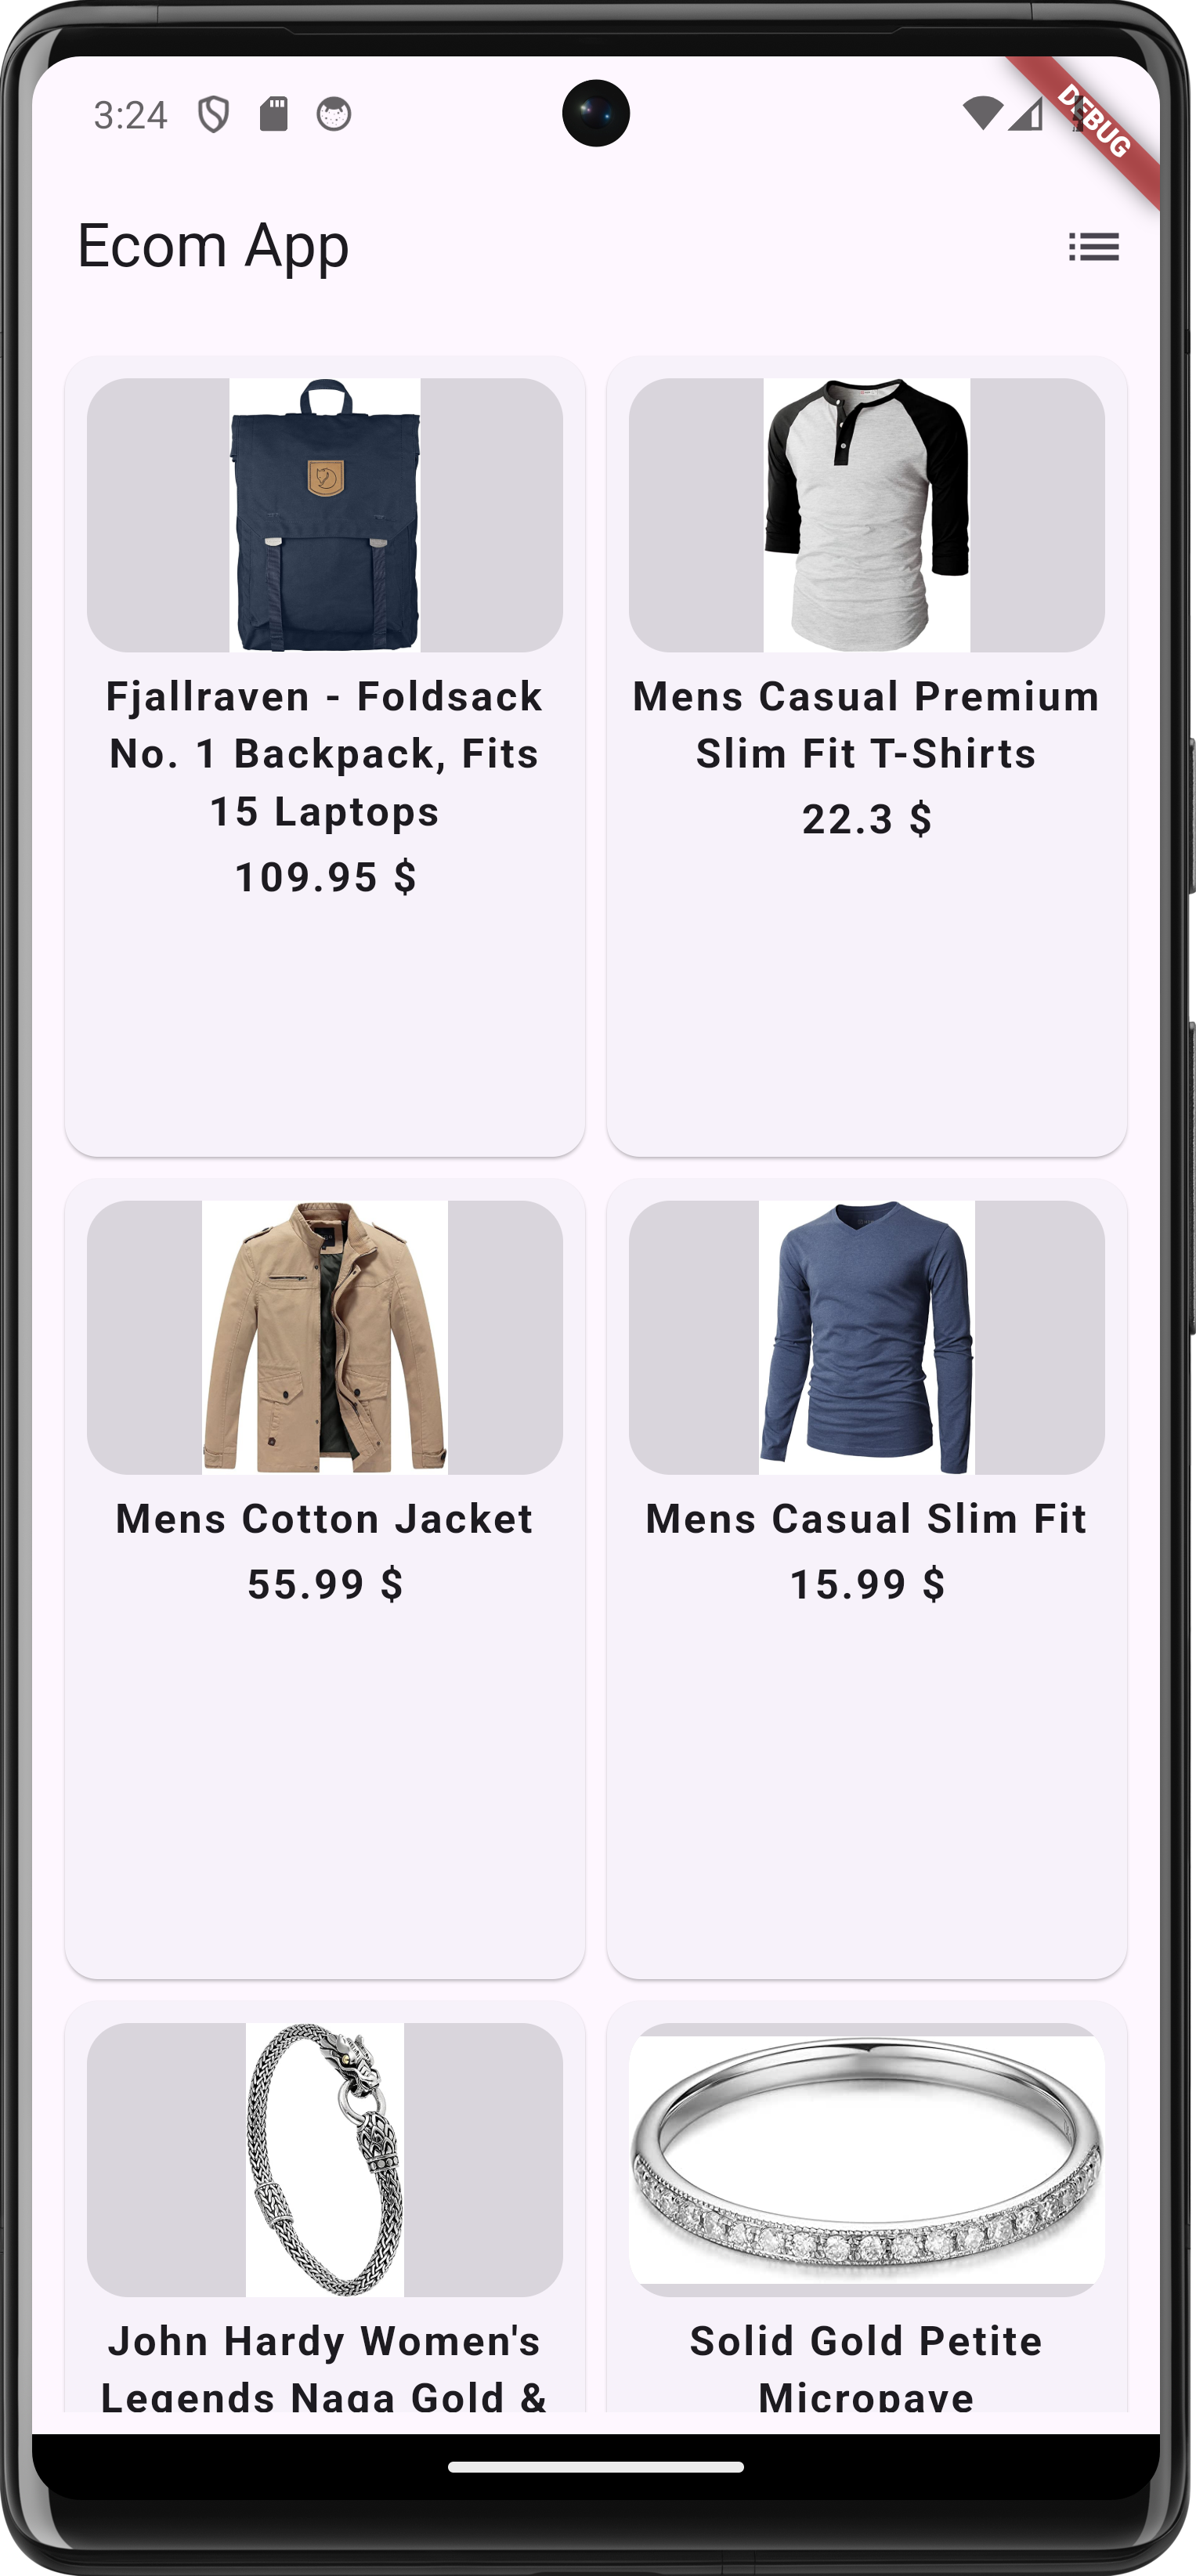 3:24
DEBUG
Ecom App
Fjallraven - Foldsack
No. 1 Backpack, Fits
15 Laptops
109.95 $
Mens Casual Premium
Slim Fit T-Shirts
22.3 $
Mens Cotton Jacket
55.99 $
Mens Casual Slim Fit
15.99 $
John Hardy Women's
Legends Naga Gold &
Solid Gold Petite
Micropave